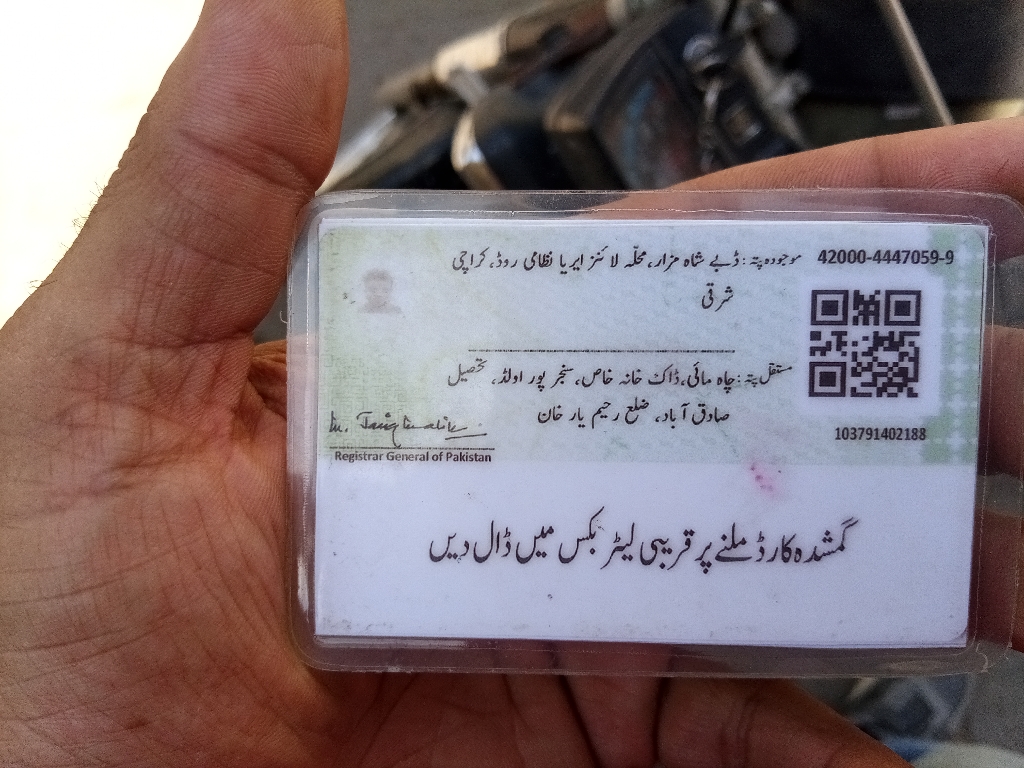 42000-4447059-9 موجودہ پتہ: ڈبے شاہ مزار، محلّہ لائنز ایریا نظامی روڈ، کراچی
شرقی
مستقل پتہ: چاہ مائی، ڈاک خانہ خاص، سنجر پور اولڈ، تحصیل
صادق آباد، ضلع رحیم یار خان
103791402188
Registrar General of Pakistan
گمشدہ کارڈ ملنے پر قریبی لیٹر بکس میں ڈال دیں